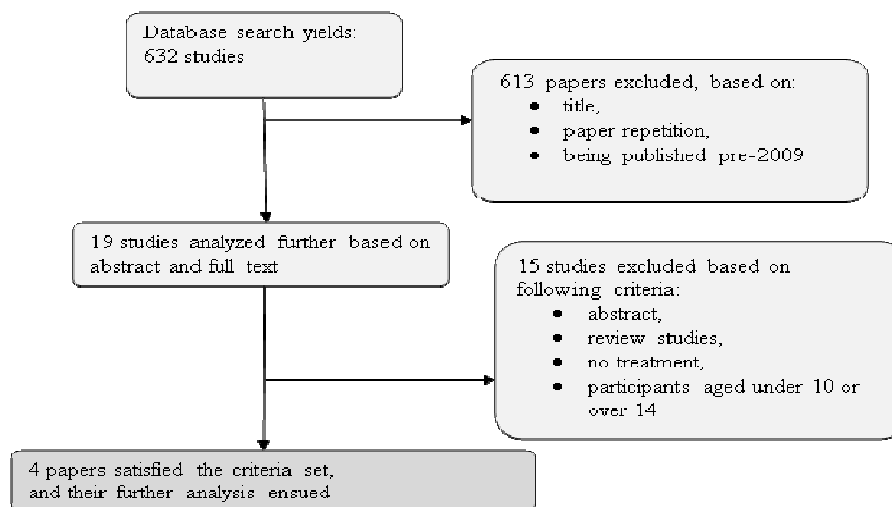 Database search yields:
632 studies
613 papers excluded, based on:
• title,
• paper repetition,
• being published pre-2009
19 studies analyzed further based on
abstract and full text
15 studies excluded based on
following criteria:
• abstract,
• review studies,
• no treatment,
• participants aged under 10 or
over 14
4 papers satisfied the criteria set,
and their further analysis ensued